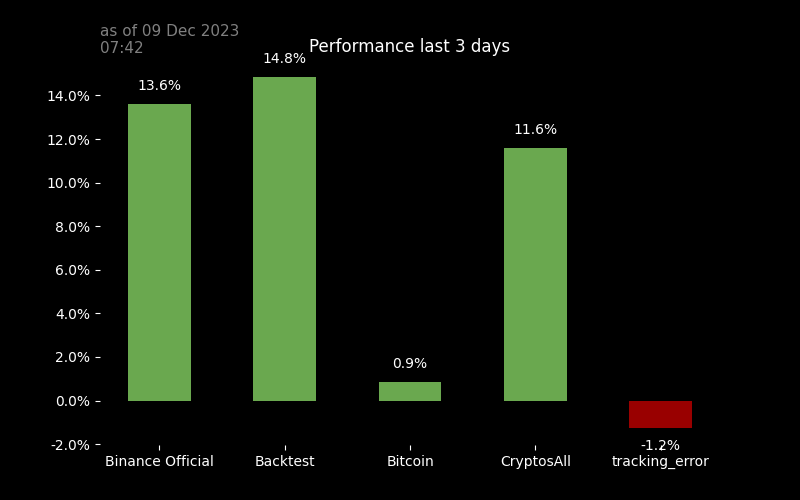 as of 09 Dec 2023
07:42
Performance last 3 days
13.6%
14.8%
0.9%
11.6%
-1.2%
14.0%
12.0%
10.0%
8.0%
6.0%
4.0%
2.0%
0.0%
-2.0%
Binance Official
Backtest
Bitcoin
CryptosAll
tracking_error